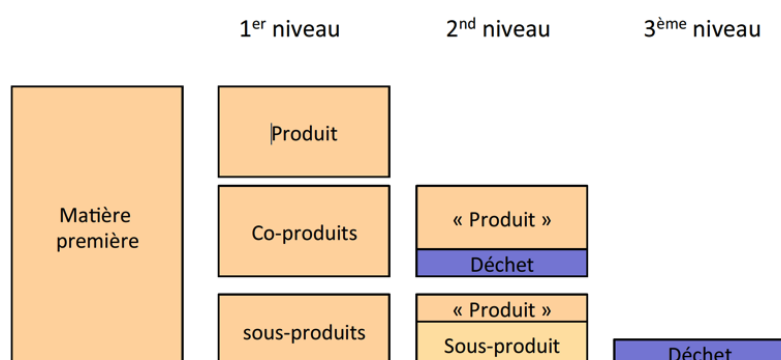 1er niveau
2nd niveau
3ème niveau
Matière
première
Produit
Co-produits
sous-produits
« Produit »
Déchet
« Produit »
Sous-produit
Déchet